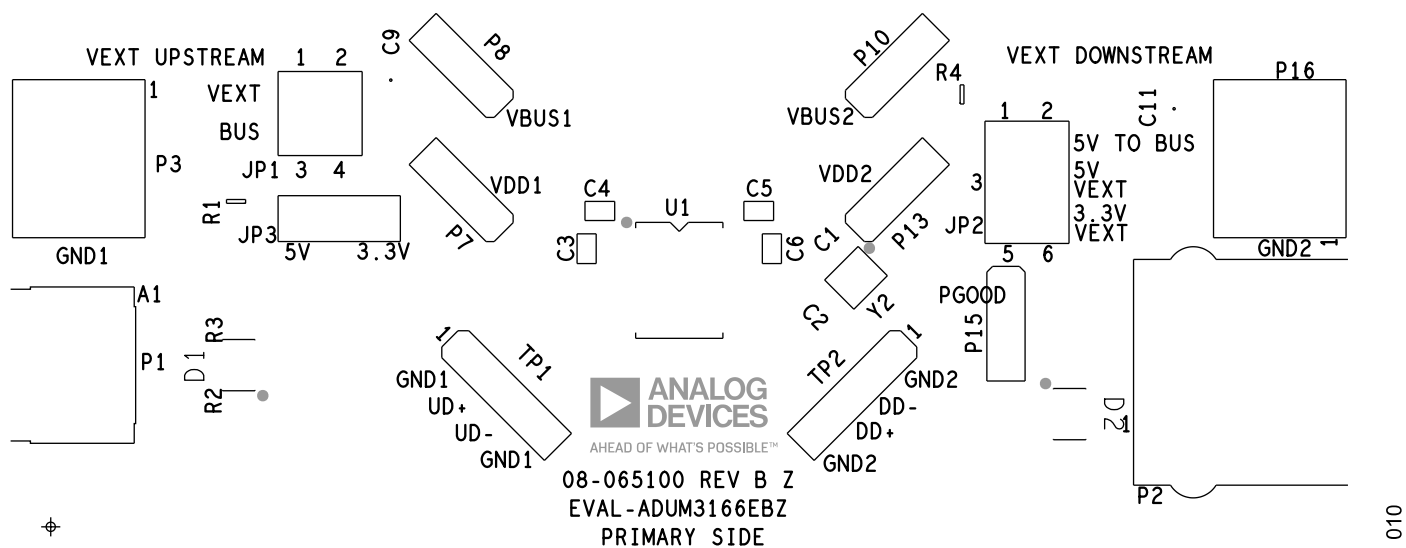 VEXT UPSTREAM
1 2
VEXT
BUS
JP1 3 4
1
P3
GND1
R1
JP3
5V 3.3V
C9
P8
VBUS1
VDD1
P7
C4
C3
U1
C5
C6
P10
VBUS2
VDD2
P13
C1
C2
Y2
R4
VEXT DOWNSTREAM
1 2
5V TO BUS
3
5V
VEXT
3.3V
VEXT
JP2
5 6
C11
P16
GND2
1
PGOOD
P15
A1
P1
R3
D1
R2
1
TP1
GND1
UD+
UD-
GND1
1
TP2
GND2
DD-
DD+
GND2
D2
1
P2
ANALOG
DEVICES
AHEAD OF WHAT'S POSSIBLE™
08-065100 REV B Z
EVAL-ADUM3166EBZ
PRIMARY SIDE
010